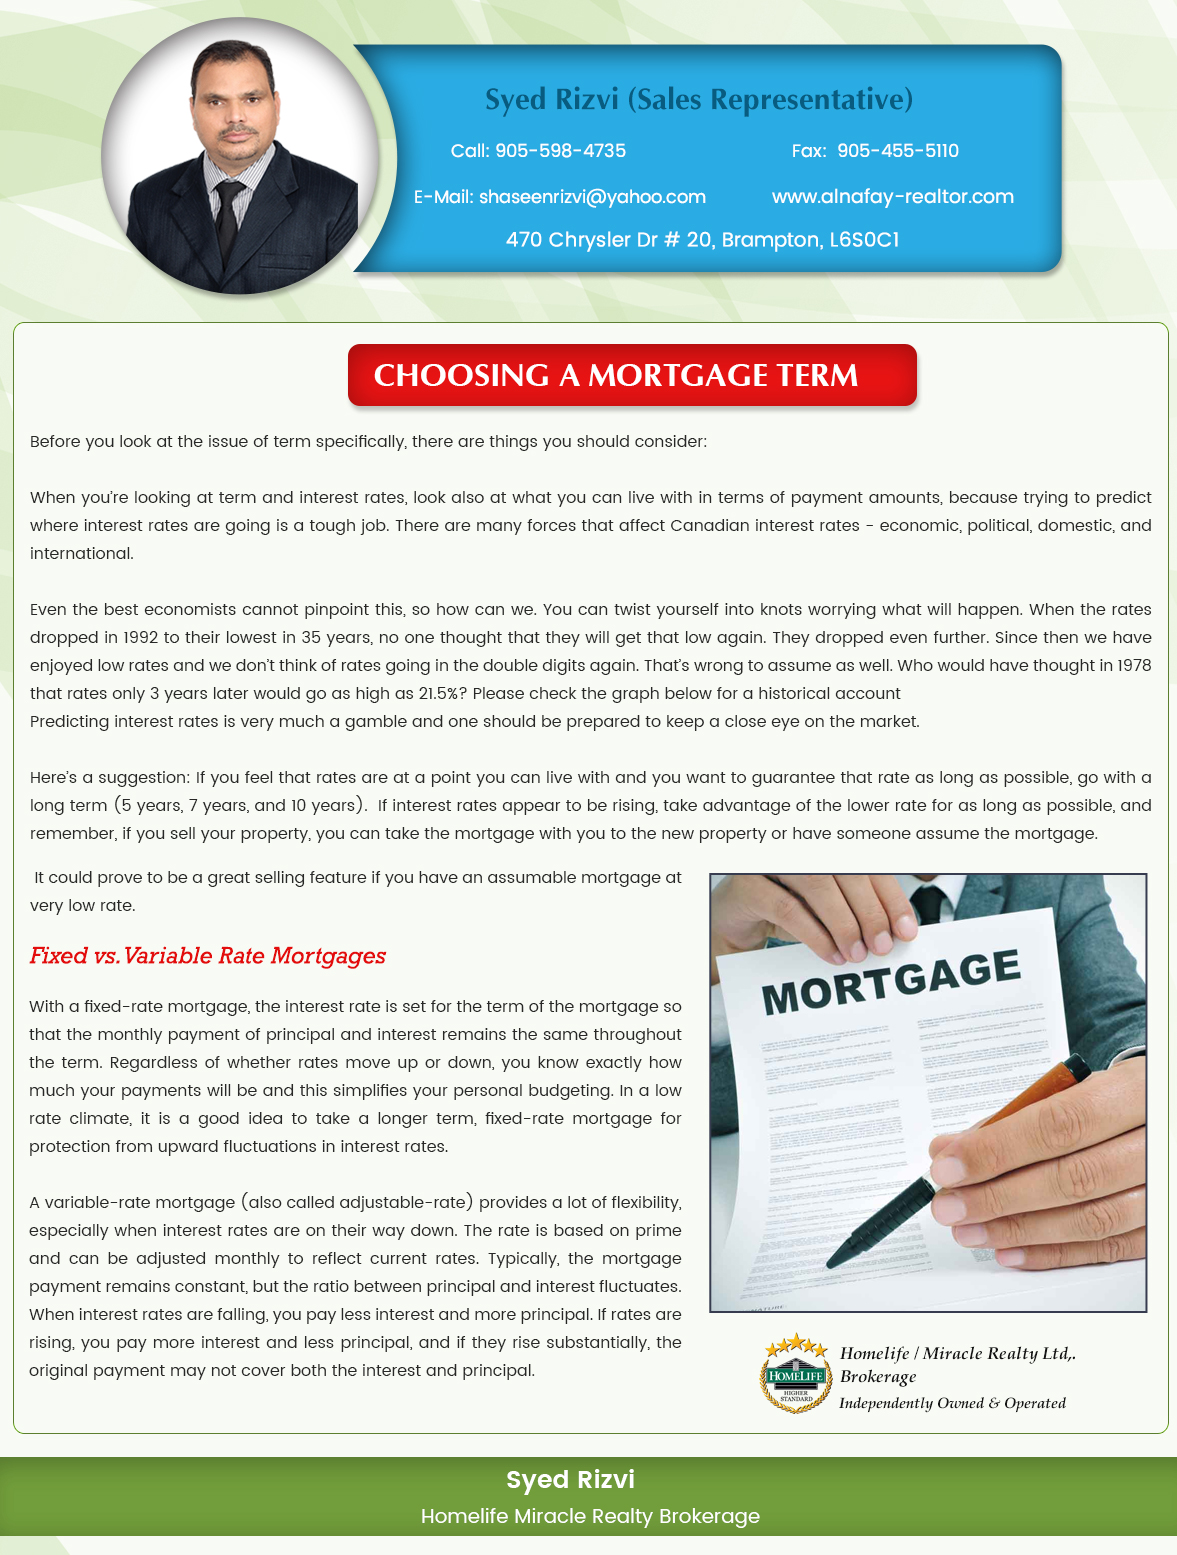 Syed Rizvi (Sales Representative)
Call: 905-598-4735
Fax:  905-455-5110
E-Mail: shaseenrizvi@yahoo.com
www.alnafay-realtor.com
470 Chrysler Dr # 20, Brampton, L6S0C1
CHOOSING A MORTGAGE TERM
Before you look at the issue of term specifically, there are things you should consider:
When you’re looking at term and interest rates, look also at what you can live with in terms of payment amounts, because trying to predict
where interest rates are going is a tough job. There are many forces that affect Canadian interest rates - economic, political, domestic, and
international.
Even the best economists cannot pinpoint this, so how can we. You can twist yourself into knots worrying what will happen. When the rates
dropped in 1992 to their lowest in 35 years, no one thought that they will get that low again. They dropped even further. Since then we have
enjoyed low rates and we don’t think of rates going in the double digits again. That’s wrong to assume as well. Who would have thought in 1978
that rates only 3 years later would go as high as 21.5%? Please check the graph below for a historical account
Predicting interest rates is very much a gamble and one should be prepared to keep a close eye on the market.
Here’s a suggestion: If you feel that rates are at a point you can live with and you want to guarantee that rate as long as possible, go with a
long term (5 years, 7 years, and 10 years).  If interest rates appear to be rising, take advantage of the lower rate for as long as possible, and
remember, if you sell your property, you can take the mortgage with you to the new property or have someone assume the mortgage.
It could prove to be a great selling feature if you have an assumable mortgage at
very low rate.
Fixed vs. Variable Rate Mortgages
With a fixed-rate mortgage, the interest rate is set for the term of the mortgage so
that the monthly payment of principal and interest remains the same throughout
the term. Regardless of whether rates move up or down, you know exactly how
much your payments will be and this simplifies your personal budgeting. In a low
rate climate, it is a good idea to take a longer term, fixed-rate mortgage for
protection from upward fluctuations in interest rates.
A variable-rate mortgage (also called adjustable-rate) provides a lot of flexibility,
especially when interest rates are on their way down. The rate is based on prime
and can be adjusted monthly to reflect current rates. Typically, the mortgage
payment remains constant, but the ratio between principal and interest fluctuates.
When interest rates are falling, you pay less interest and more principal. If rates are
rising, you pay more interest and less principal, and if they rise substantially, the
original payment may not cover both the interest and principal.
MORTGAGE
HOMELIFE
HIGHER
STANDARD
Homelife / Miracle Realty Ltd,.
Brokerage
Independently Owned & Operated
Syed Rizvi
Homelife Miracle Realty Brokerage